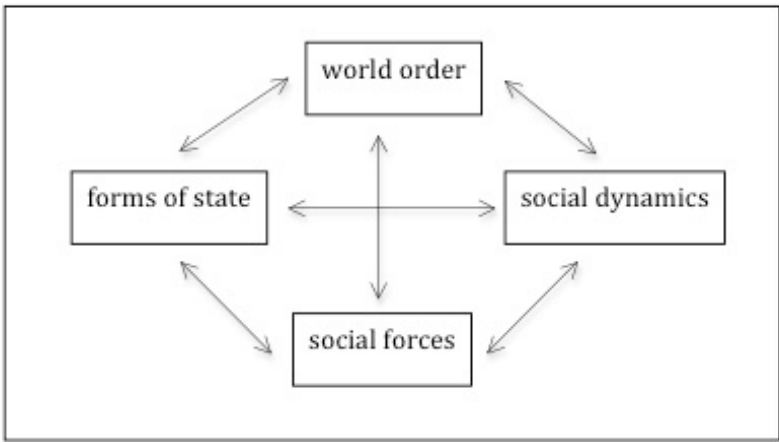 world order
forms of state
social dynamics
social forces